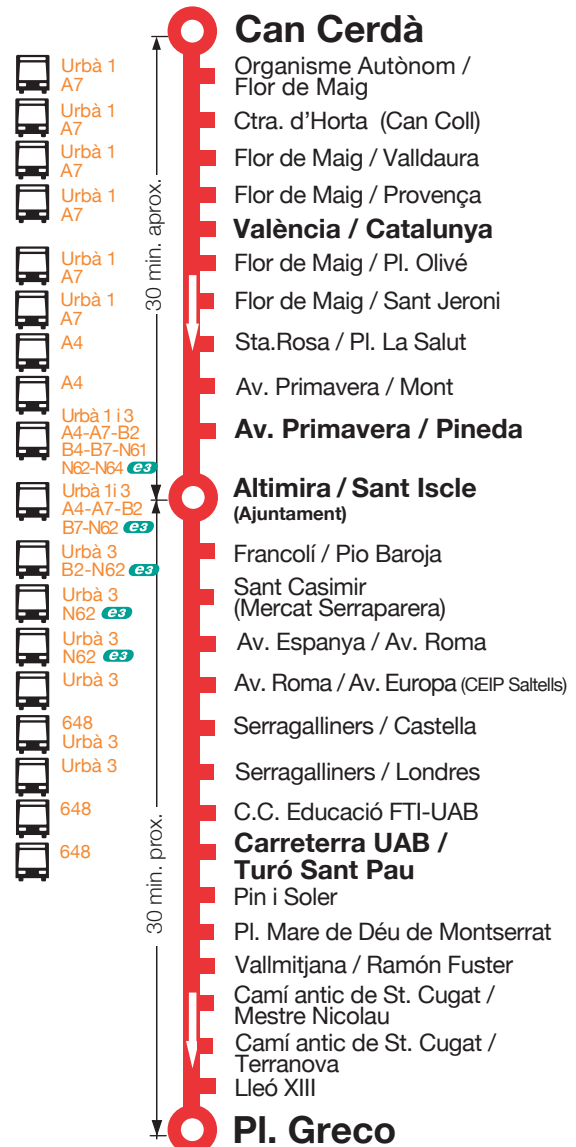 Can Cerdà
Urbà 1
A7
Organisme Autònom /
Flor de Maig
Urbà 1
A7
Ctra. d'Horta (Can Coll)
Urbà 1
A7
Flor de Maig / Valldaura
Urbà 1
A7
Flor de Maig / Provença
València / Catalunya
30 min. aprox.
Urbà 1
A7
Flor de Maig / Pl. Olivé
Urbà 1
A7
Flor de Maig / Sant Jeroni
A4
Sta.Rosa / Pl. La Salut
A4
Av. Primavera / Mont
Urbà 1 i 3
A4-A7-B2
B4-B7-N61
N62-N64 e3
Av. Primavera / Pineda
Urbà 1i 3
A4-A7-B2
B7-N62 e3
Altimira / Sant Iscle
(Ajuntament)
Urbà 3
B2-N62 e3
Francolí / Pio Baroja
Urbà 3
N62 e3
Sant Casimir
(Mercat Serraparera)
Urbà 3
N62 e3
Av. Espanya / Av. Roma
Urbà 3
Av. Roma / Av. Europa (CEIP Saltells)
648
Urbà 3
Serragalliners / Castella
Urbà 3
Serragalliners / Londres
648
C.C. Educació FTI-UAB
648
Carreterra UAB /
Turó Sant Pau
30 min. prox.
Pin i Soler
Pl. Mare de Déu de Montserrat
Vallmitjana / Ramón Fuster
Camí antic de St. Cugat /
Mestre Nicolau
Camí antic de St. Cugat /
Terranova
Lleó XIII
Pl. Greco